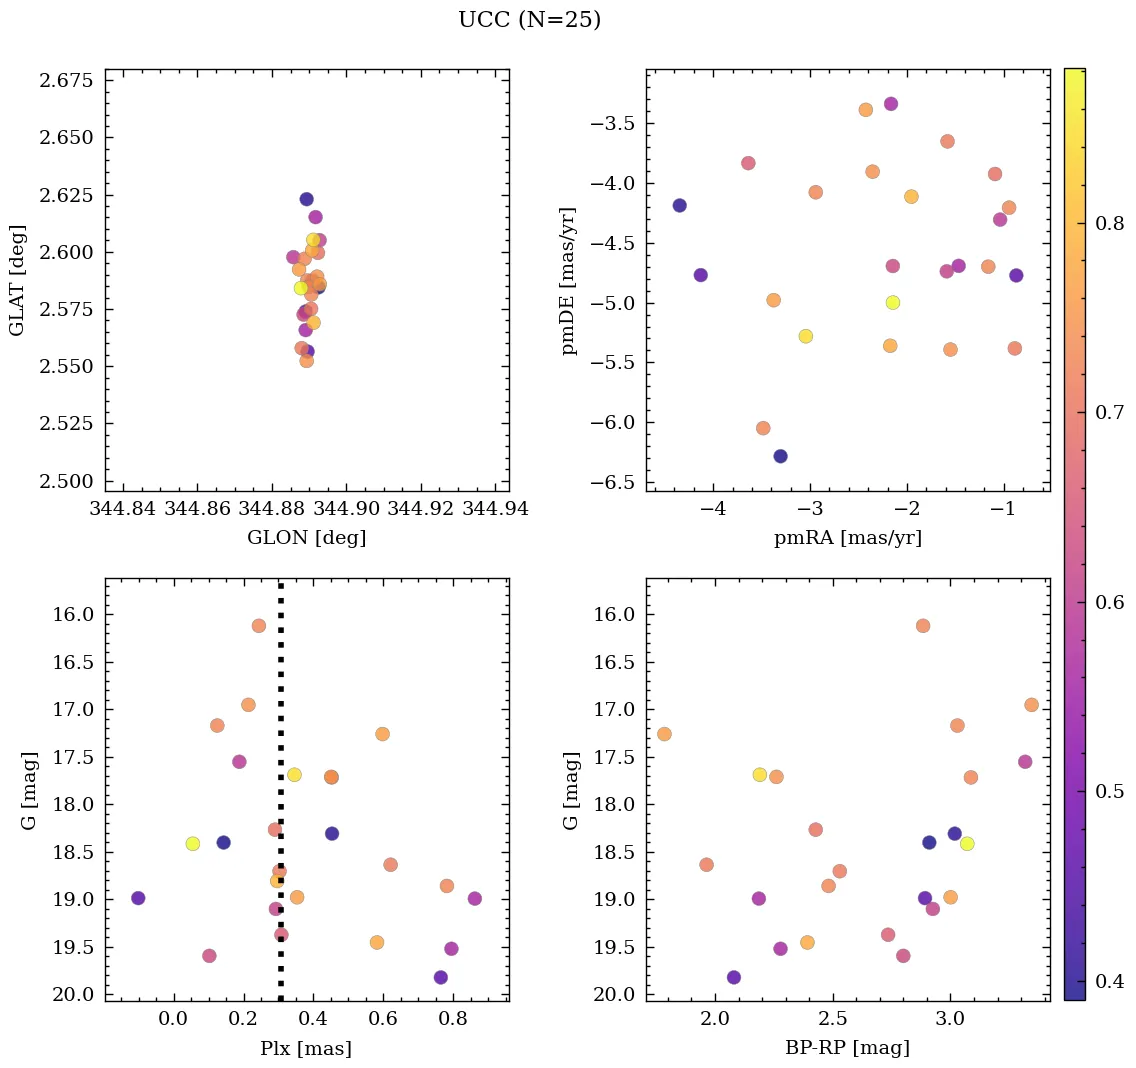 UCC (N=25)
2.675
2.650
2.625
2.600
2.575
2.550
2.525
2.500
GLAT [deg]
344.84 344.86 344.88 344.90 344.92 344.94
GLON [deg]
−3.5
−4.0
−4.5
−5.0
−5.5
−6.0
−6.5
pmDE [mas/yr]
−4 −3 −2 −1
pmRA [mas/yr]
0.8
0.7
0.6
0.5
0.4
16.0
16.5
17.0
17.5
18.0
18.5
19.0
19.5
20.0
G [mag]
0.0 0.2 0.4 0.6 0.8
Plx [mas]
16.0
16.5
17.0
17.5
18.0
18.5
19.0
19.5
20.0
G [mag]
2.0 2.5 3.0
BP-RP [mag]